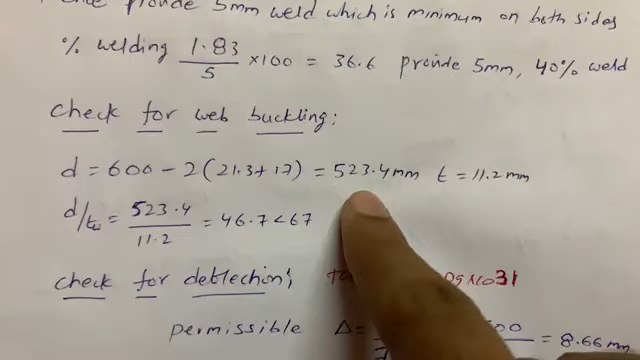 provide 5mm weld which is minimum on both sides
% welding 1.83/5 ×100 = 36.6 provide 5mm, 40% weld
check for web buckling:
d = 600 - 2(21.3+17) = 523.4mm t = 11.2mm
d/tw = 523.4/11.2 = 46.7 < 67
check for deflection;
permissible Δ = = 8.66mm